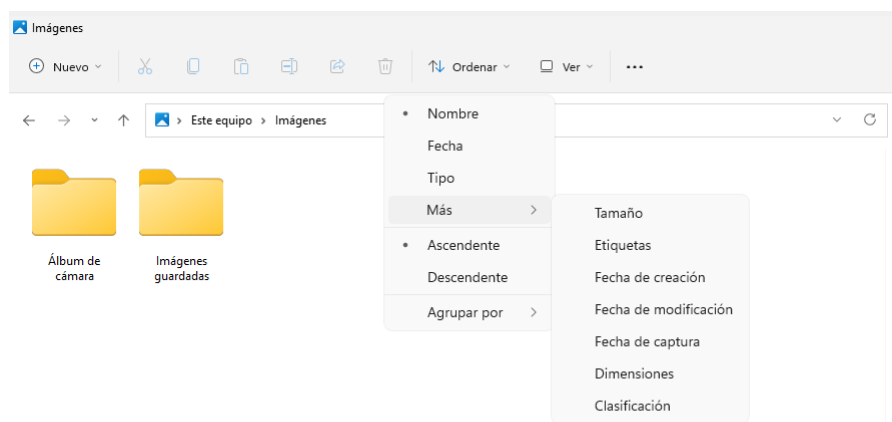 Imágenes
Nuevo
Ordenar
Ver
Este equipo > Imágenes
Nombre
Fecha
Tipo
Más
Ascendente
Descendente
Agrupar por
Tamaño
Etiquetas
Fecha de creación
Fecha de modificación
Fecha de captura
Dimensiones
Clasificación
Álbum de
cámara
Imágenes
guardadas